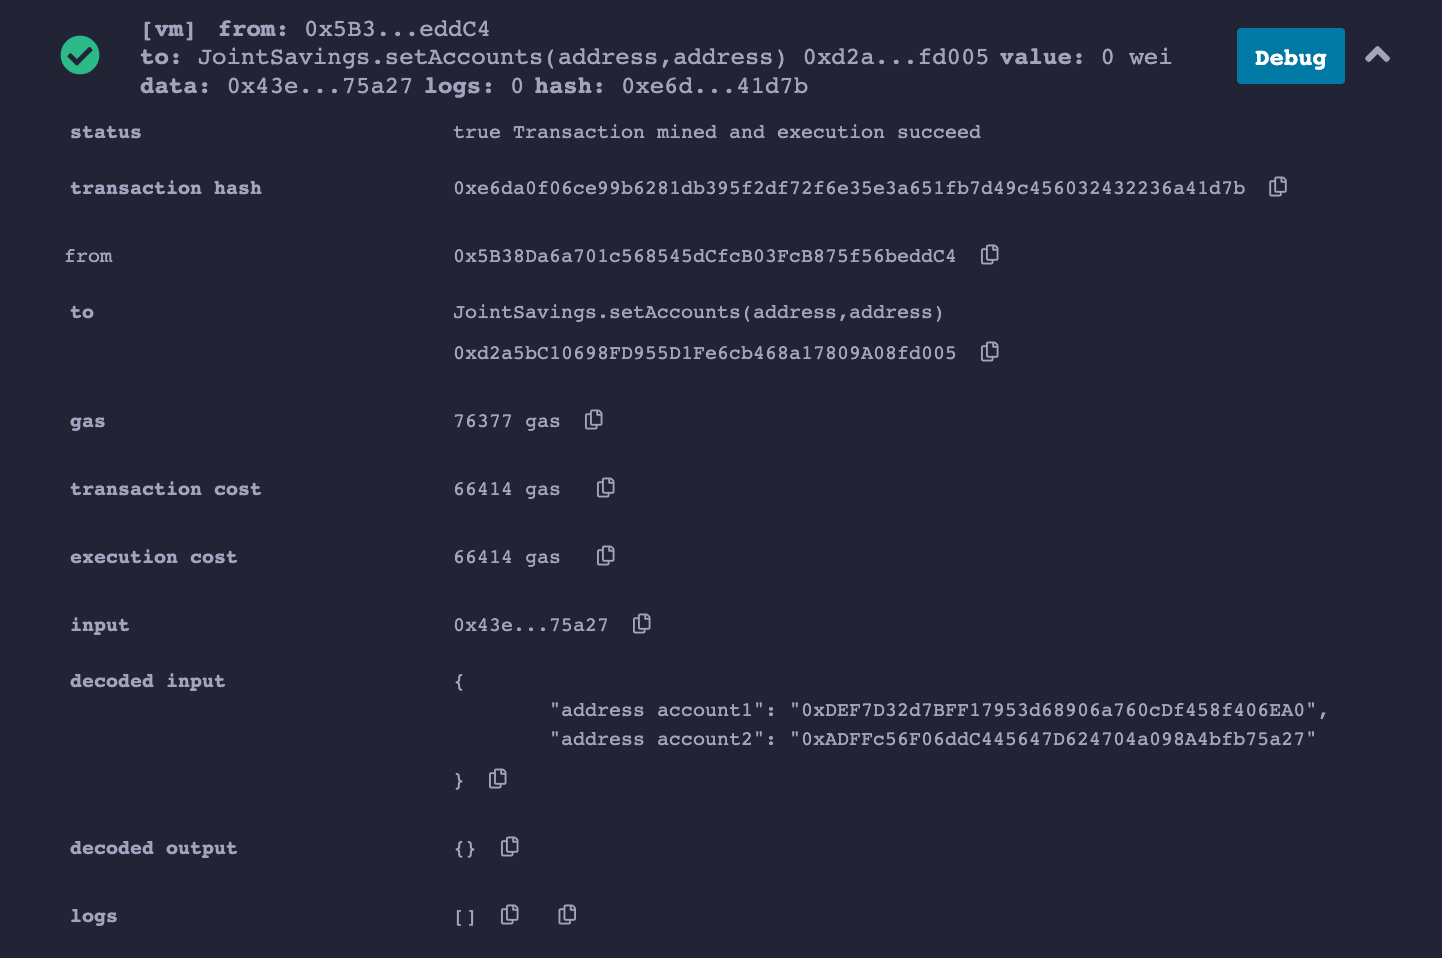 [vm] from: 0x5B3...eddC4
to: JointSavings.setAccounts(address,address) 0xd2a...fd005 value: 0 wei
data: 0x43e...75a27 logs: 0 hash: 0xe6d...41d7b
Debug
status true Transaction mined and execution succeed
transaction hash 0xe6da0f06ce99b6281db395f2df72f6e35e3a651fb7d49c456032432236a41d7b
from 0x5B38Da6a701c568545dCfcB03FcB875f56beddC4
to JointSavings.setAccounts(address,address)
0xd2a5bC10698FD955D1Fe6cb468a17809A08fd005
gas 76377 gas
transaction cost 66414 gas
execution cost 66414 gas
input 0x43e...75a27
decoded input {
"address account1": "0xDEF7D32d7BFF17953d68906a760cDf458f406EA0",
"address account2": "0xADFFc56F06ddC445647D624704a098A4bfb75a27"
}
decoded output {}
logs []